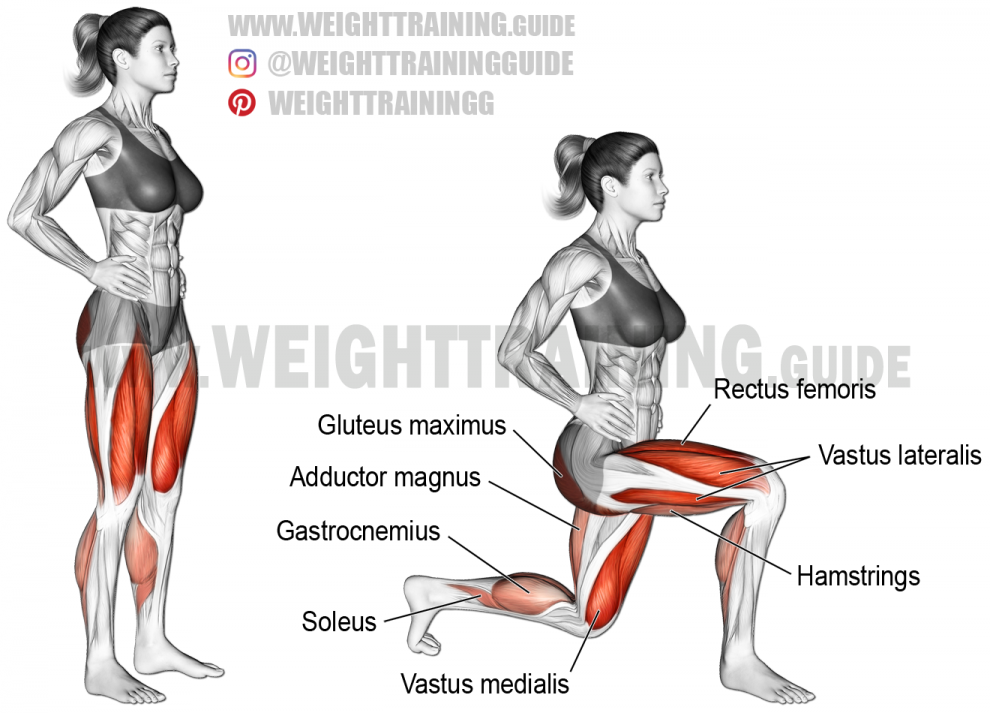 WWW.WEIGHTTRAINING.GUIDE
@WEIGHTTRAININGGUIDE
WEIGHTTRAININGG
WWW.WEIGHTTRAINING.GUIDE
Rectus femoris
Gluteus maximus
Vastus lateralis
Adductor magnus
Gastrocnemius
Hamstrings
Soleus
Vastus medialis